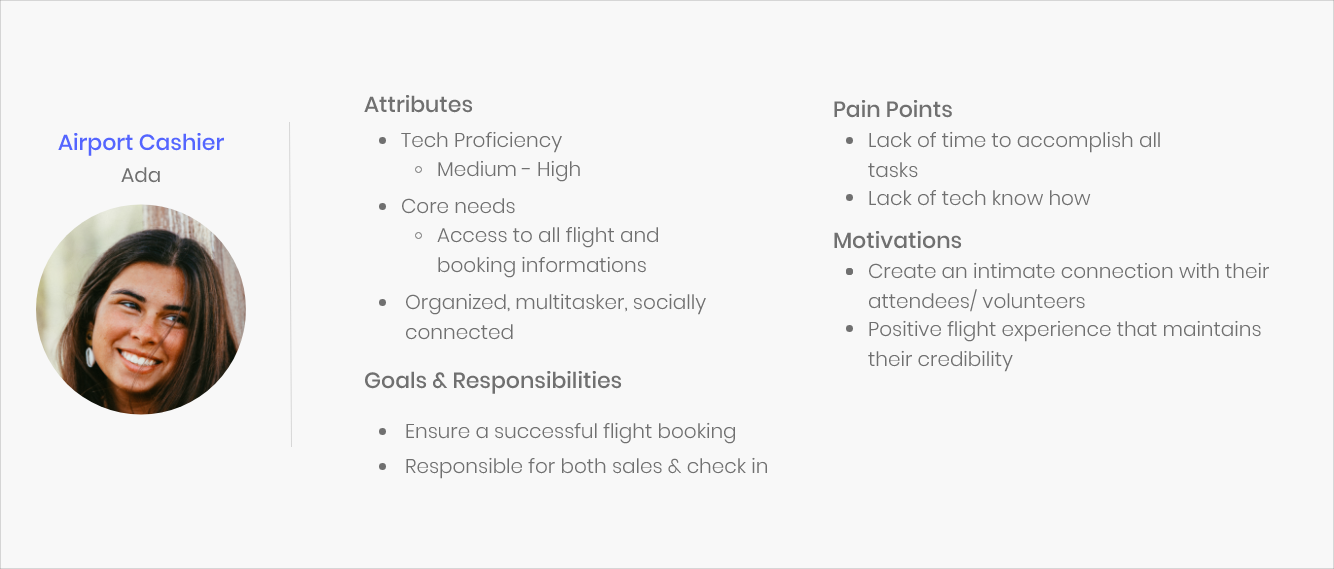 Airport Cashier
Ada
Attributes
Tech Proficiency
Medium - High
Core needs
Access to all flight and
booking informations
Organized, multitasker, socially
connected
Goals & Responsibilities
Ensure a successful flight booking
Responsible for both sales & check in
Pain Points
Lack of time to accomplish all
tasks
Lack of tech know how
Motivations
Create an intimate connection with their
attendees/ volunteers
Positive flight experience that maintains
their credibility